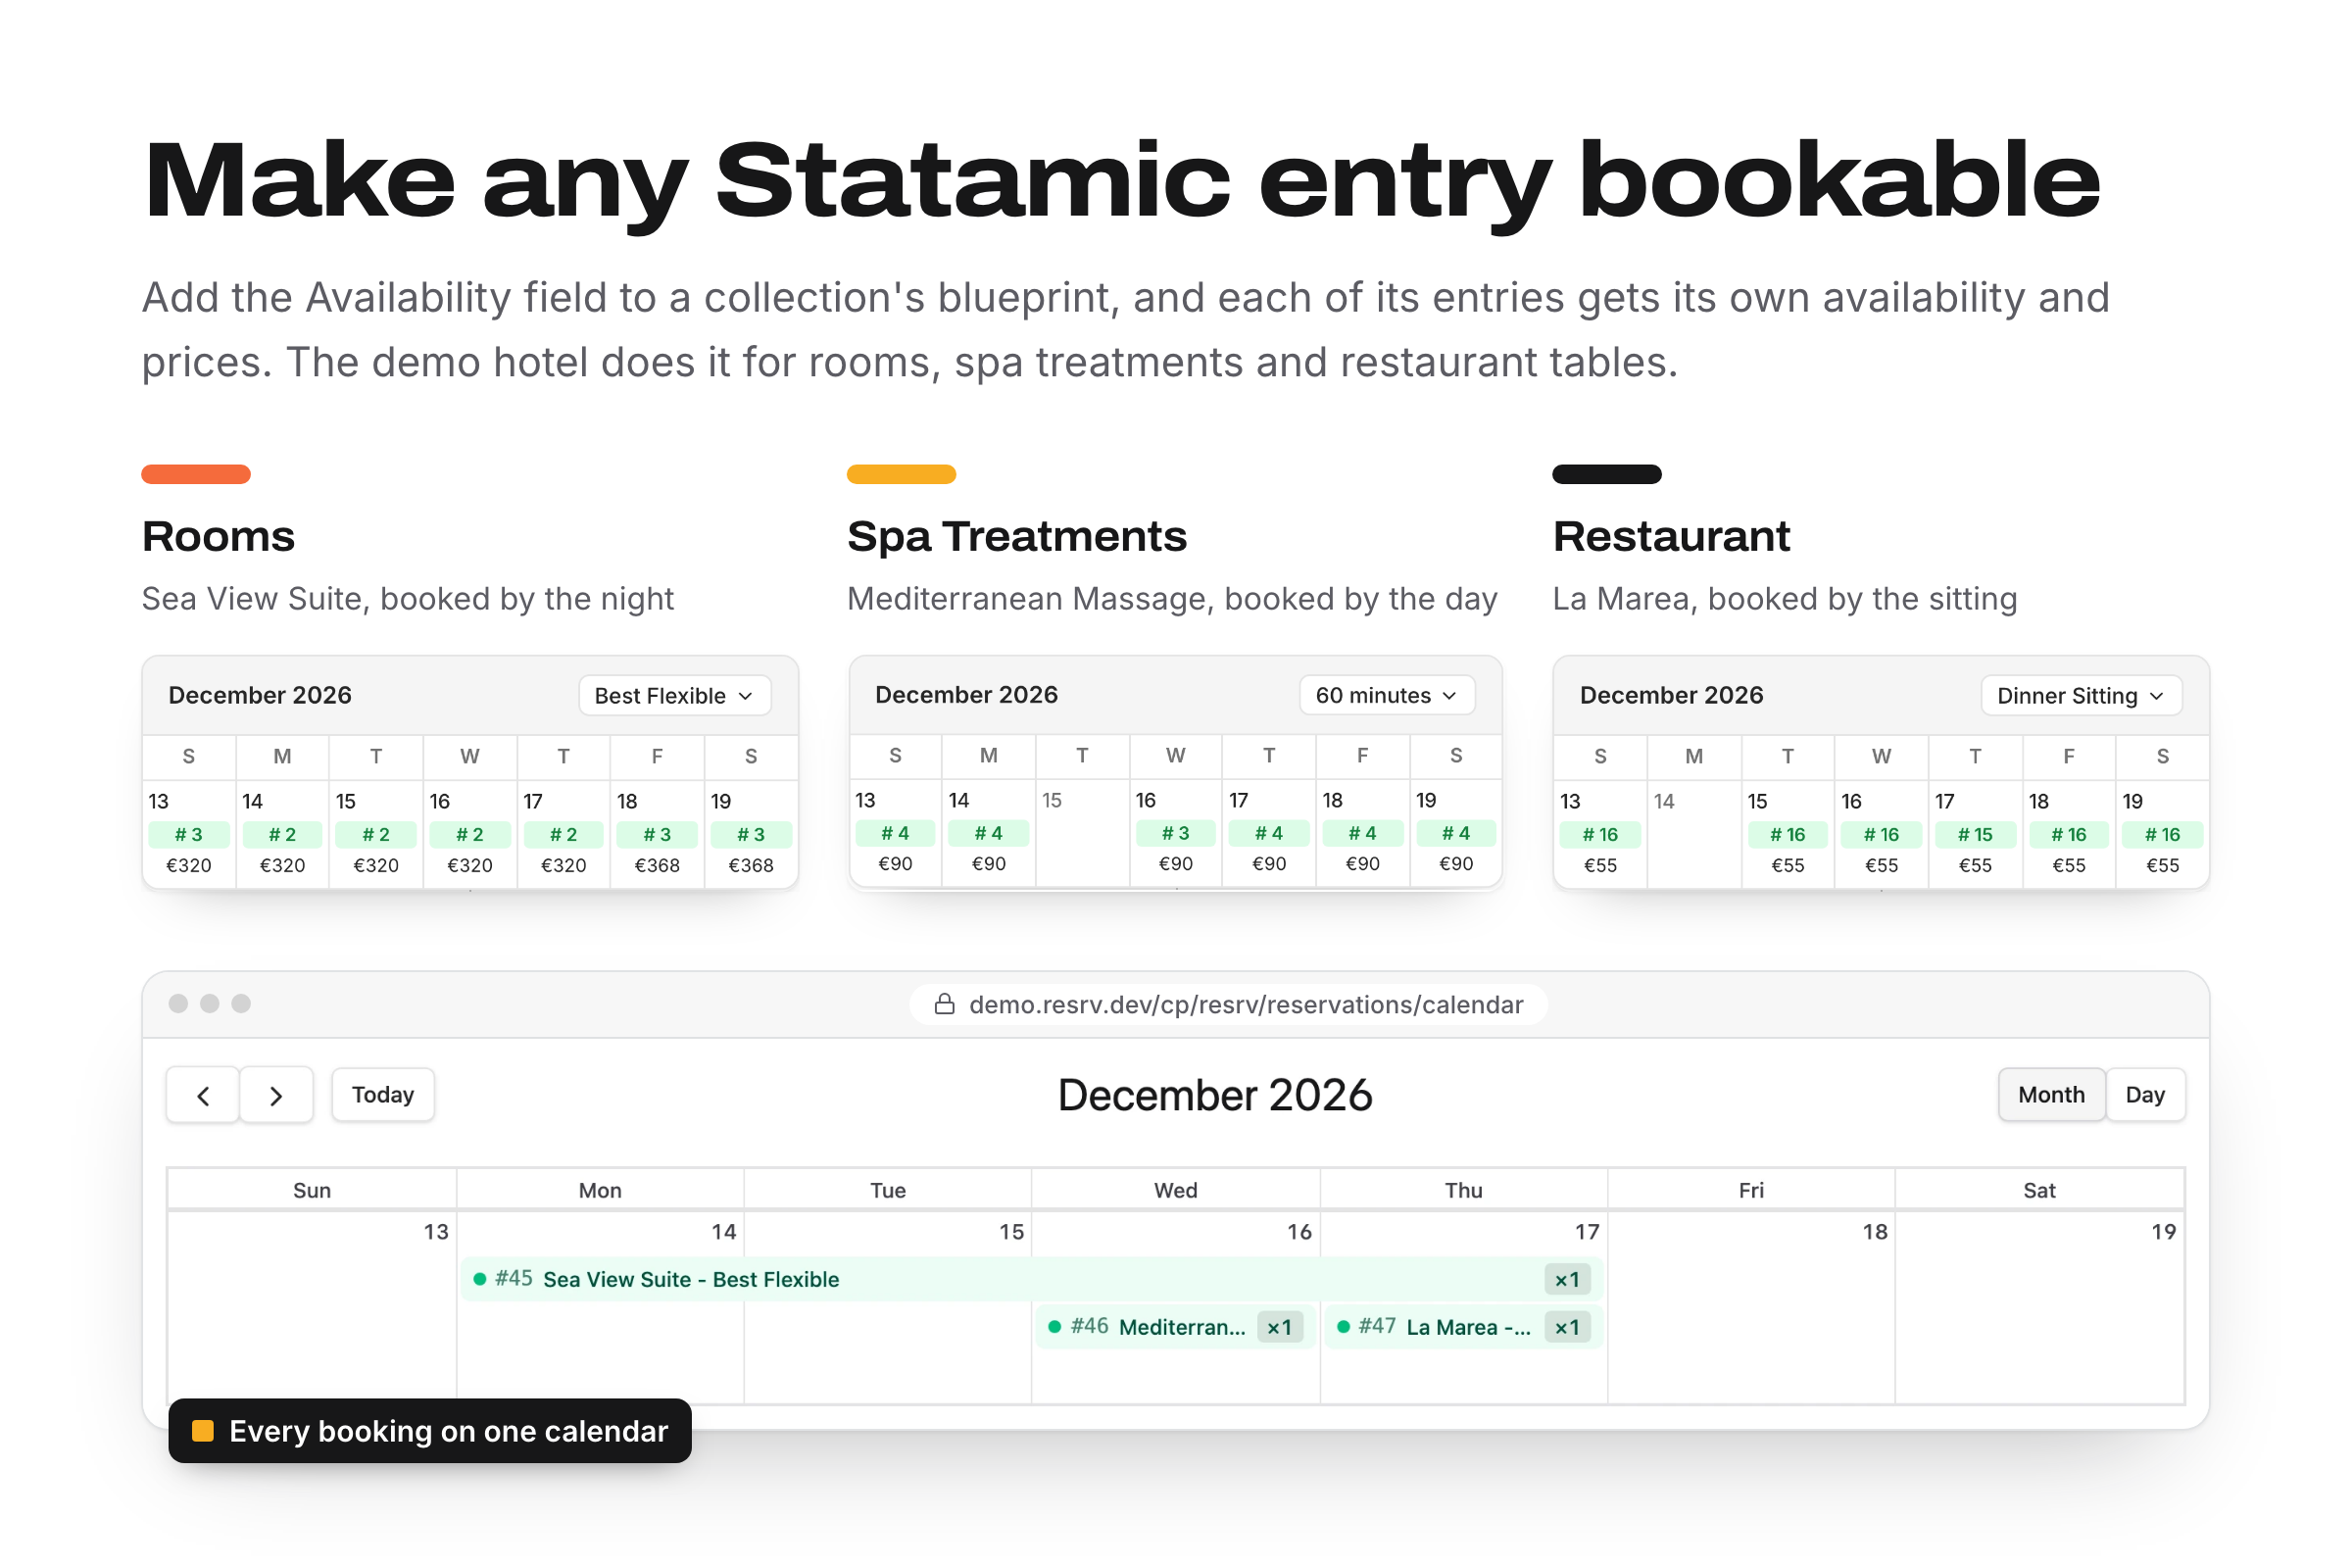 Make any Statamic entry bookable
Add the Availability field to a collection's blueprint, and each of its entries gets its own availability and
prices. The demo hotel does it for rooms, spa treatments and restaurant tables.
Rooms
Sea View Suite, booked by the night
December 2026 Best Flexible
S M T W T F S
13 14 15 16 17 18 19
# 3 # 2 # 2 # 2 # 2 # 3 # 3
€320 €320 €320 €320 €320 €368 €368
Spa Treatments
Mediterranean Massage, booked by the day
December 2026 60 minutes
S M T W T F S
13 14 15 16 17 18 19
# 4 # 4 # 3 # 4 # 4 # 4
€90 €90 €90 €90 €90 €90
Restaurant
La Marea, booked by the sitting
December 2026 Dinner Sitting
S M T W T F S
13 14 15 16 17 18 19
# 16 # 16 # 16 # 15 # 16 # 16
€55 €55 €55 €55 €55 €55
demo.resrv.dev/cp/resrv/reservations/calendar
Today December 2026 Month Day
Sun Mon Tue Wed Thu Fri Sat
13 14 15 16 17 18 19
#45 Sea View Suite - Best Flexible ×1
#46 Mediterran... ×1 #47 La Marea -... ×1
Every booking on one calendar